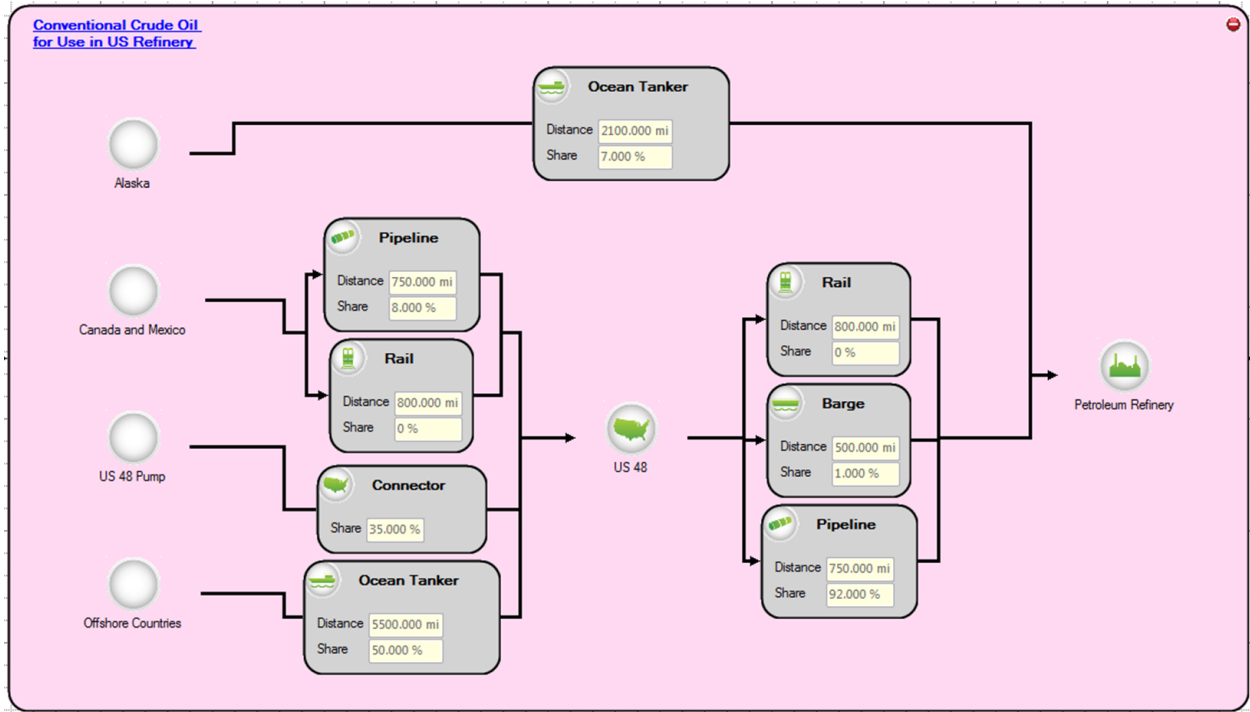 Conventional Crude Oil
for Use in US Refinery
Ocean Tanker
Distance 2100.000 mi
Share 7.000 %
Alaska
Pipeline
Distance 750.000 mi
Share 8.000 %
Canada and Mexico
Rail
Distance 800.000 mi
Share 0 %
US 48 Pump
Connector
Share 35.000 %
Offshore Countries
Ocean Tanker
Distance 5500.000 mi
Share 50.000 %
US 48
Rail
Distance 800.000 mi
Share 0 %
Barge
Distance 500.000 mi
Share 1.000 %
Pipeline
Distance 750.000 mi
Share 92.000 %
Petroleum Refinery